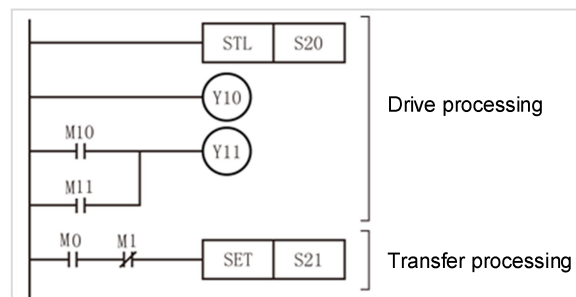 STL S20
Y10
Drive processing
M10
Y11
M11
M0 M1
SET S21
Transfer processing